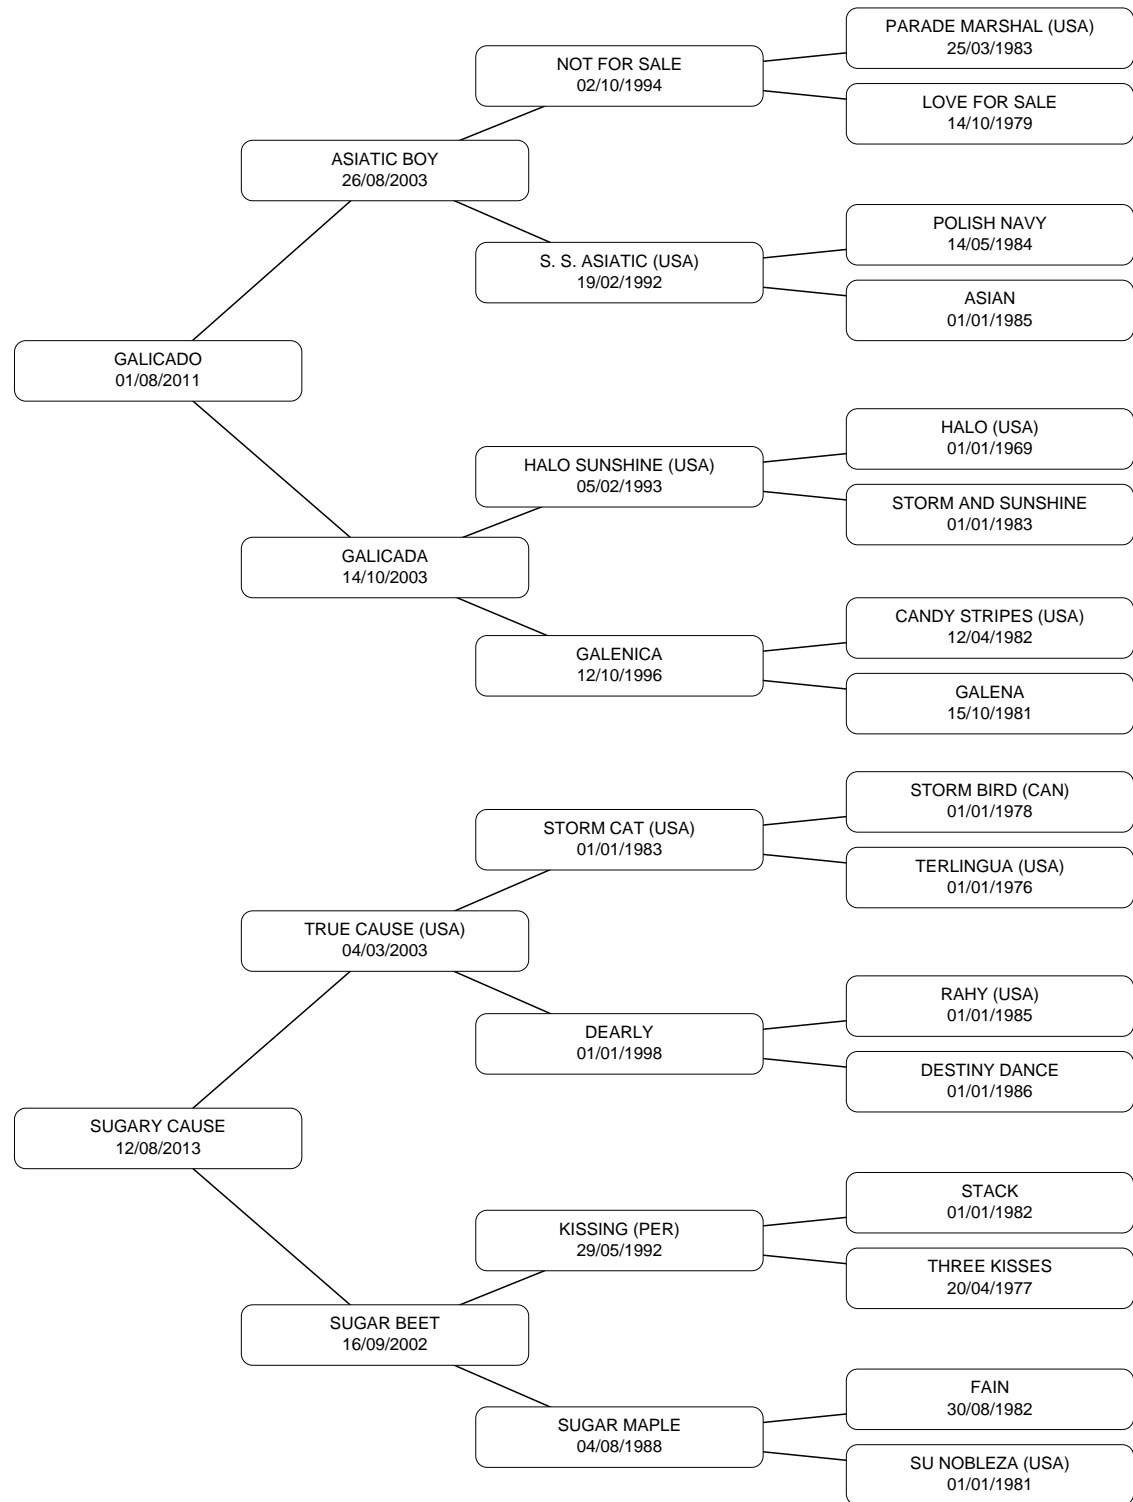 PARADE MARSHAL (USA)
25/03/1983
NOT FOR SALE
02/10/1994
LOVE FOR SALE
14/10/1979
ASIATIC BOY
26/08/2003
POLISH NAVY
14/05/1984
S. S. ASIATIC (USA)
19/02/1992
ASIAN
01/01/1985
GALICADO
01/08/2011
HALO (USA)
01/01/1969
HALO SUNSHINE (USA)
05/02/1993
STORM AND SUNSHINE
01/01/1983
GALICADA
14/10/2003
CANDY STRIPES (USA)
12/04/1982
GALENICA
12/10/1996
GALENA
15/10/1981
STORM BIRD (CAN)
01/01/1978
STORM CAT (USA)
01/01/1983
TERLINGUA (USA)
01/01/1976
TRUE CAUSE (USA)
04/03/2003
RAHY (USA)
01/01/1985
DEARLY
01/01/1998
DESTINY DANCE
01/01/1986
SUGARY CAUSE
12/08/2013
STACK
01/01/1982
KISSING (PER)
29/05/1992
THREE KISSES
20/04/1977
SUGAR BEET
16/09/2002
FAIN
30/08/1982
SUGAR MAPLE
04/08/1988
SU NOBLEZA (USA)
01/01/1981